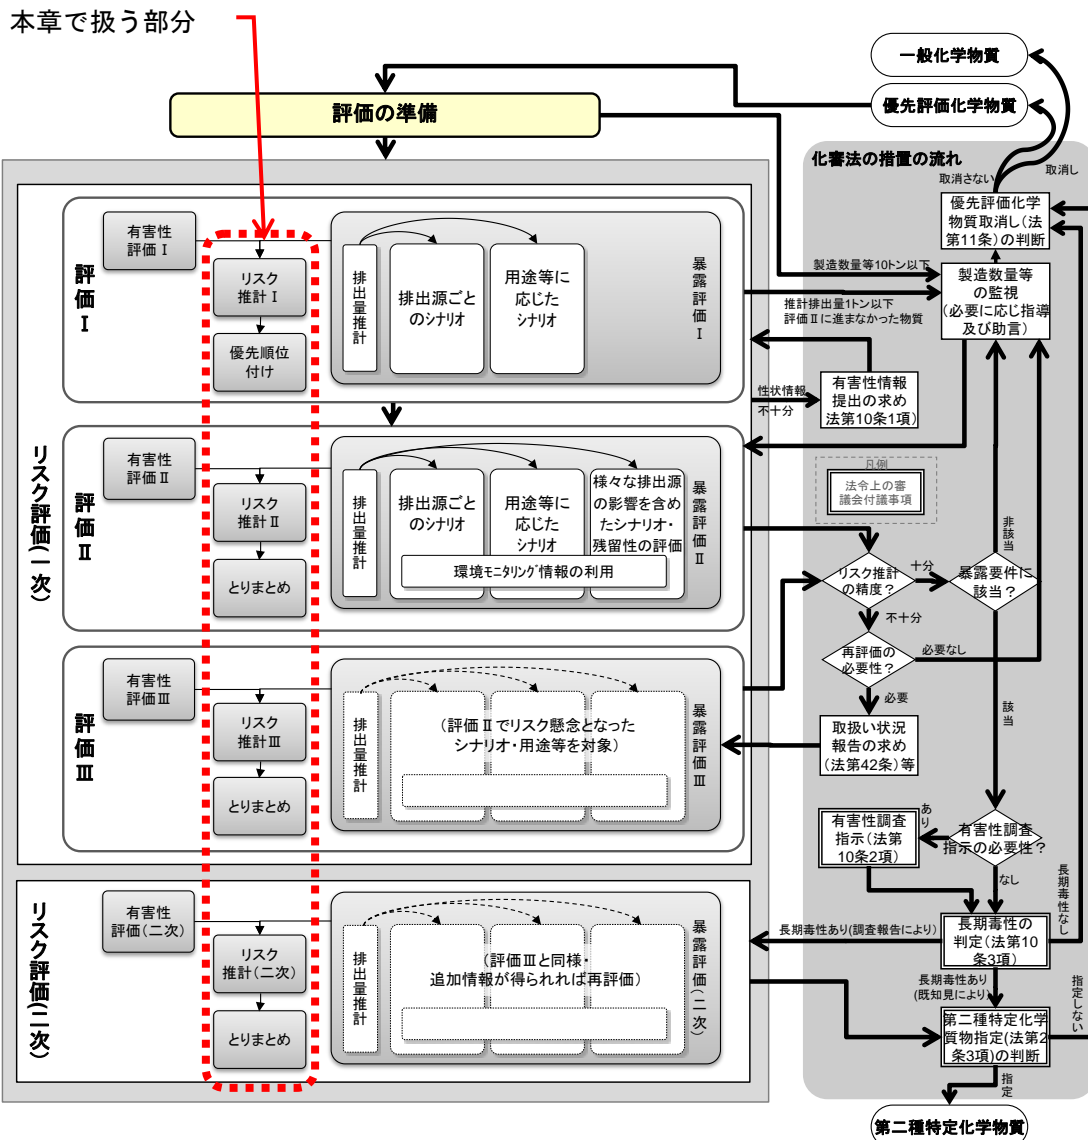 本章で扱う部分
一般化学物質
優先評価化学物質
評価の準備
化審法の措置の流れ
取消さない
取消し
優先評価化学
物質取消し(法
第11条)の判断
製造数量等10トン以下
製造数量等
の監視
(必要に応じ指導
及び助言)
推計排出量1トン以下
評価Ⅱに進まなかった物質
リスク評価(一次)
評価Ⅰ
有害性
評価Ⅰ
リスク
推計Ⅰ
優先順位
付け
排出量推計
排出源ごと
のシナリオ
用途等に
応じた
シナリオ
暴露評価Ⅰ
性状情報
不十分
有害性情報
提出の求め
法第10条1項)
凡例
法令上の審
議会付議事項
評価Ⅱ
有害性
評価Ⅱ
リスク
推計Ⅱ
とりまとめ
排出量推計
排出源ごと
のシナリオ
用途等に
応じた
シナリオ
様々な排出源
の影響を含め
たシナリオ・
残留性の評価
環境モニタリング情報の利用
暴露評価Ⅱ
リスク推計
の精度?
十分
暴露要件に
該当?
非該当
不十分
再評価の
必要性?
必要なし
必要
該当
取扱い状況
報告の求め
(法第42条)等
評価Ⅲ
有害性
評価Ⅲ
リスク
推計Ⅲ
とりまとめ
排出量推計
(評価Ⅱでリスク懸念となった
シナリオ・用途等を対象)
暴露評価Ⅲ
有害性調査
指示(法第
10条2項)
あり
有害性調査
指示の必要性?
なし
長期毒性なし
リスク評価(二次)
有害性
評価(二次)
リスク
推計(二次)
とりまとめ
排出量推計
(評価Ⅲと同様・
追加情報が得られれば再評価)
暴露評価(二次)
長期毒性あり(調査報告により)
長期毒性の
判定(法第10
条3項)
長期毒性あり
(既知見により)
指定しない
第二種特定化学
質物指定(法第2
条3項)の判断
指定
第二種特定化学物質